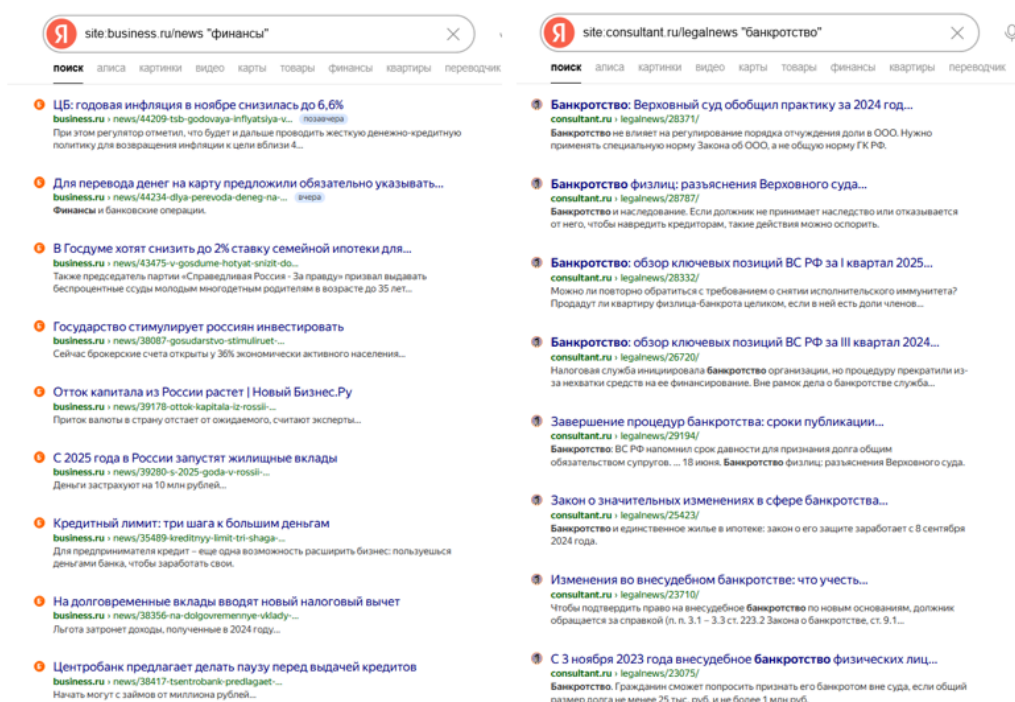 Я site:business.ru/news "финансы"
поиск алиса картинки видео карты товары финансы квартиры переводчик
ЦБ: годовая инфляция в ноябре снизилась до 6,6%
business.ru › news/44209-tsb-godovaya-inflyatsiya-v... позавчера
При этом регулятор отметил, что будет и дальше проводить жесткую денежно-кредитную
политику для возвращения инфляции к цели вблизи 4...
Для перевода денег на карту предложили обязательно указывать...
business.ru › news/44234-dlya-perevoda-deneg-na-... вчера
Финансы и банковские операции.
В Госдуме хотят снизить до 2% ставку семейной ипотеки для...
business.ru › news/43475-v-gosdume-hotyat-snizit-do...
Также председатель партии «Справедливая Россия - За правду» призвал выдавать
беспроцентные ссуды молодым многодетным родителям в возрасте до 35 лет...
Государство стимулирует россиян инвестировать
business.ru › news/38087-gosudarstvo-stimuliruet-...
Сейчас брокерские счета открыты у 36% экономически активного населения...
Отток капитала из России растет | Новый Бизнес.Ру
business.ru › news/39178-ottok-kapitala-iz-rossii-...
Приток валюты в страну отстает от ожидаемого, считают эксперты...
С 2025 года в России запустят жилищные вклады
business.ru › news/39280-s-2025-goda-v-rossii-...
Деньги застрахуют на 10 млн рублей...
Кредитный лимит: три шага к большим деньгам
business.ru › news/35489-kreditnyy-limit-tri-shaga-...
Для предпринимателя кредит – еще одна возможность расширить бизнес: пользуешься
деньгами банка, чтобы заработать свои.
На долговременные вклады вводят новый налоговый вычет
business.ru › news/38356-na-dolgovremennye-vklady-...
Льгота затронет доходы, полученные в 2024 году...
Центробанк предлагает делать паузу перед выдачей кредитов
business.ru › news/38417-tsentrobank-predlagaet-...
Начать могут с займов от миллиона рублей...
Я site:consultant.ru/legalnews "банкротство"
поиск алиса картинки видео карты товары финансы квартиры переводчик
Банкротство: Верховный суд обобщил практику за 2024 год...
consultant.ru › legalnews/28371/
Банкротство не влияет на регулирование порядка отчуждения доли в ООО. Нужно
применять специальную норму Закона об ООО, а не общую норму ГК РФ.
Банкротство физлиц: разъяснения Верховного суда...
consultant.ru › legalnews/28787/
Банкротство и наследование. Если должник не принимает наследство или отказывается
от него, чтобы навредить кредиторам, такие действия можно оспорить.
Банкротство: обзор ключевых позиций ВС РФ за I квартал 2025...
consultant.ru › legalnews/28332/
Можно ли повторно обратиться с требованием о снятии исполнительского иммунитета?
Продадут ли квартиру физлица-банкрота целиком, если в ней есть доли членов...
Банкротство: обзор ключевых позиций ВС РФ за III квартал 2024...
consultant.ru › legalnews/26720/
Налоговая служба инициировала банкротство организации, но процедуру прекратили из-
за нехватки средств на ее финансирование. Вне рамок дела о банкротстве служба...
Завершение процедур банкротства: сроки публикации...
consultant.ru › legalnews/29194/
Банкротство: ВС РФ напомнил срок давности для признания долга общим
обязательством супругов. ... 18 июня. Банкротство физлиц: разъяснения Верховного суда.
Закон о значительных изменениях в сфере банкротства...
consultant.ru › legalnews/25423/
Банкротство и единственное жилье в ипотеке: закон о его защите заработает с 8 сентября
2024 года.
Изменения во внесудебном банкротстве: что учесть...
consultant.ru › legalnews/23710/
Чтобы подтвердить право на внесудебное банкротство по новым основаниям, должник
обращается за справкой (п. п. 3.1 – 3.3 ст. 223.2 Закона о банкротстве, ст. 9.1...
С 3 ноября 2023 года внесудебное банкротство физических лиц...
consultant.ru › legalnews/23075/
Банкротство. Гражданин сможет попросить признать его банкротом вне суда, если общий
размер долга не менее 25 тыс. руб. и не более 1 млн руб.